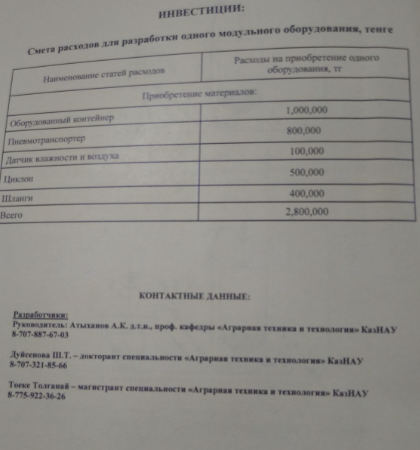 ИНВЕСТИЦИИ:
Смета расходов для разработки одного модульного оборудования, тенге
Наименование статей расходов
Расходы на приобретение одного
оборудования, тг
Приобретение материалов:
Оборудованный контейнер 1,000,000
Пневмотранспортер 800,000
Датчик влажности и воздуха 100,000
Циклон 500,000
Шланги 400,000
Всего 2,800,000
КОНТАКТНЫЕ ДАННЫЕ:
Разработчики:
Руководитель: Атыханов А.К. д.т.н., проф. кафедры «Аграрная техника и технология» КазНАУ
8-707-887-67-03
Дуйсенова Ш.Т. – докторант специальности «Аграрная техника и технология» КазНАУ
8-707-321-85-66
Тоеке Толганай – магистрант специальности «Аграрная техника и технология» КазНАУ
8-775-922-36-26